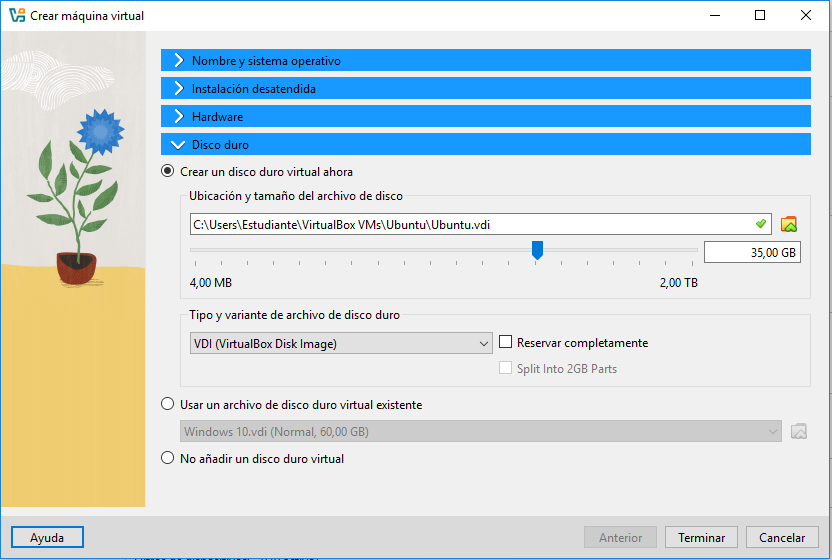 Crear máquina virtual
Nombre y sistema operativo
Instalación desatendida
Hardware
Disco duro
Crear un disco duro virtual ahora
Ubicación y tamaño del archivo de disco
C:\Users\Estudiante\VirtualBox VMs\Ubuntu\Ubuntu.vdi
35,00 GB
4,00 MB 2,00 TB
Tipo y variante de archivo de disco duro
VDI (VirtualBox Disk Image) Reservar completamente
Split Into 2GB Parts
Usar un archivo de disco duro virtual existente
Windows 10.vdi (Normal, 60,00 GB)
No añadir un disco duro virtual
Ayuda Anterior Terminar Cancelar